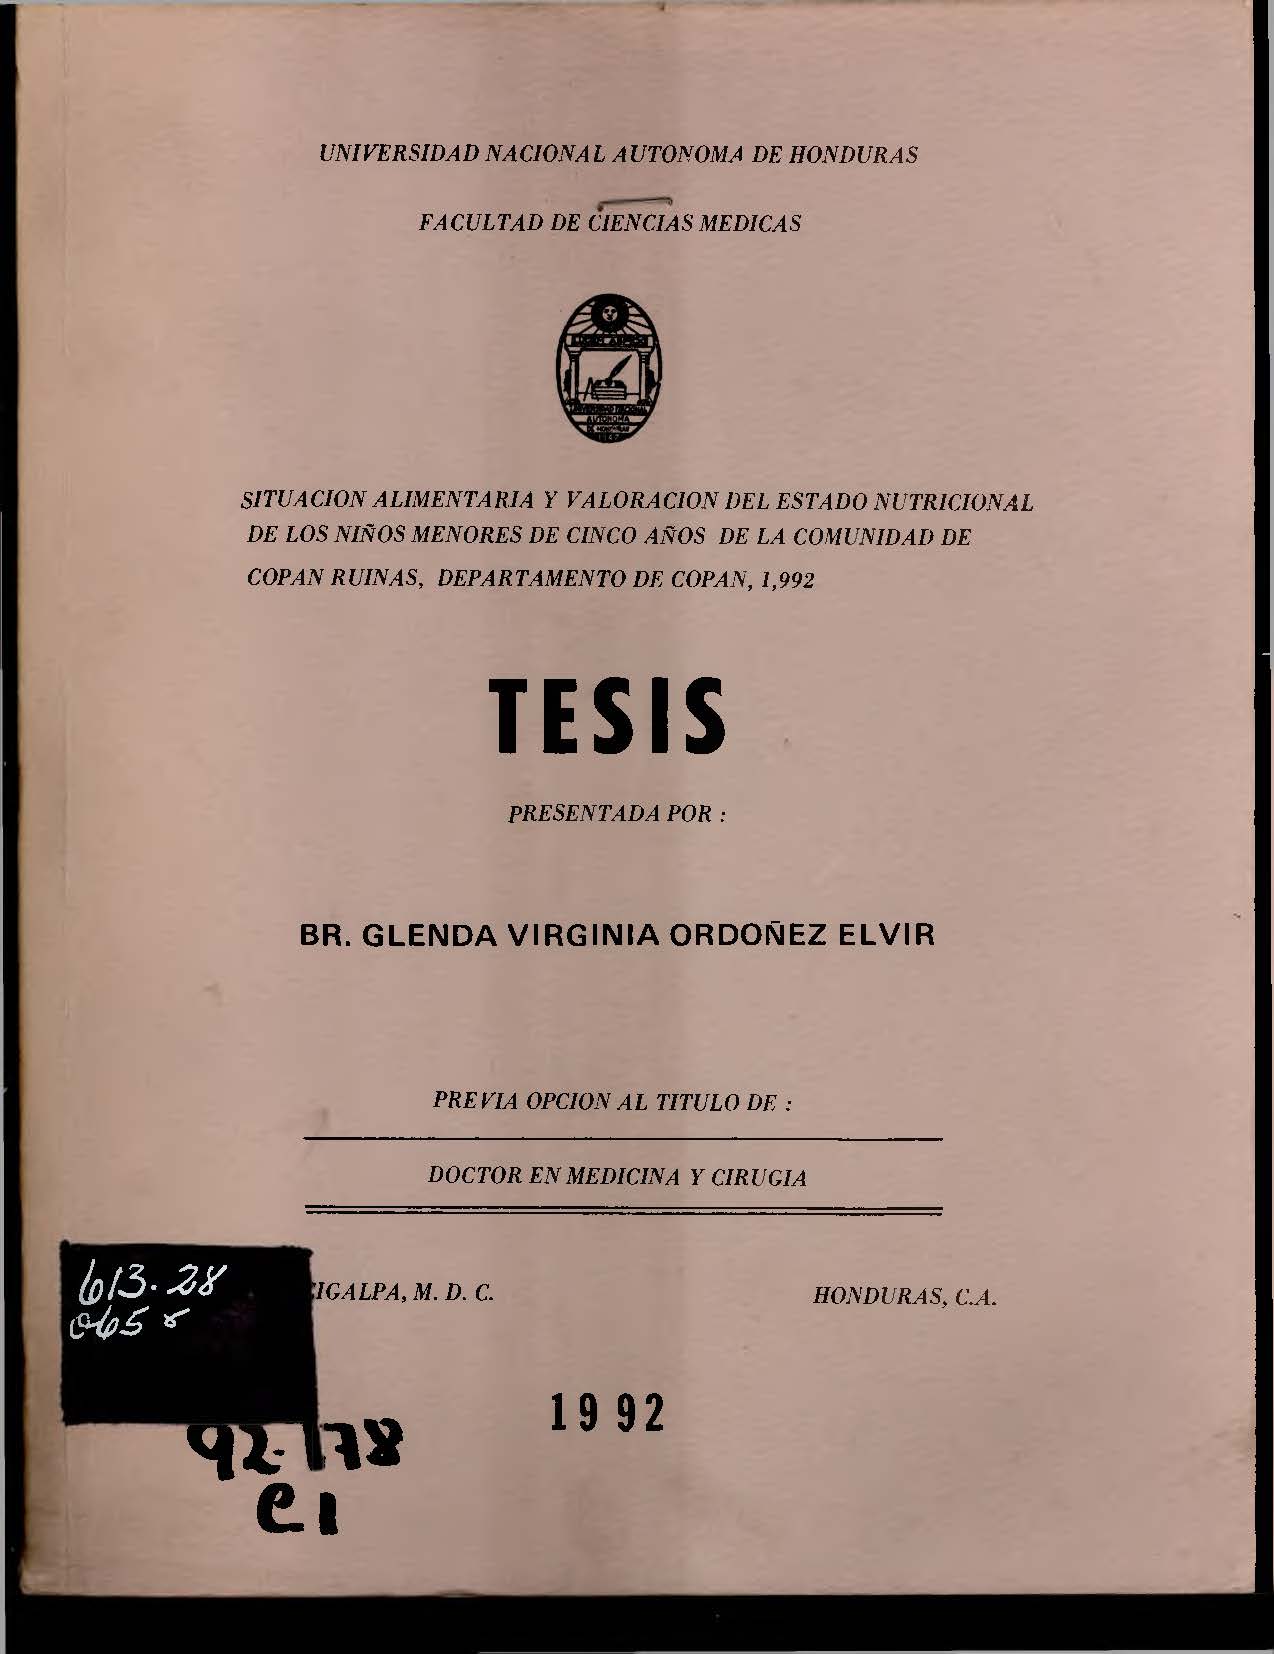 UNIVERSIDAD NACIONAL AUTONOMA DE HONDURAS
FACULTAD DE CIENCIAS MEDICAS
AUTONOMA
SITUACION ALIMENTARIA Y VALORACION DEL ESTADO NUTRICIONAL
DE LOS NIÑOS MENORES DE CINCO AÑOS DE LA COMUNIDAD DE
COPAN RUINAS, DEPARTAMENTO DE COPAN, 1,992
TESIS
PRESENTADA POR :
BR. GLENDA VIRGINIA ORDOÑEZ ELVIR
PREVIA OPCION AL TITULO DE :
DOCTOR EN MEDICINA Y CIRUGIA
613.28
IGALPA, M. D. C.
HONDURAS, C.A.
1992
92-178
C1